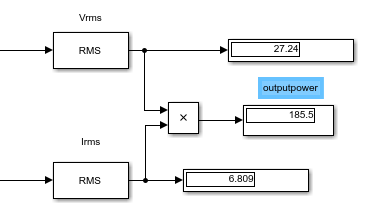 Vrms
RMS
27.24
outputpower
×
185.5
Irms
RMS
6.809